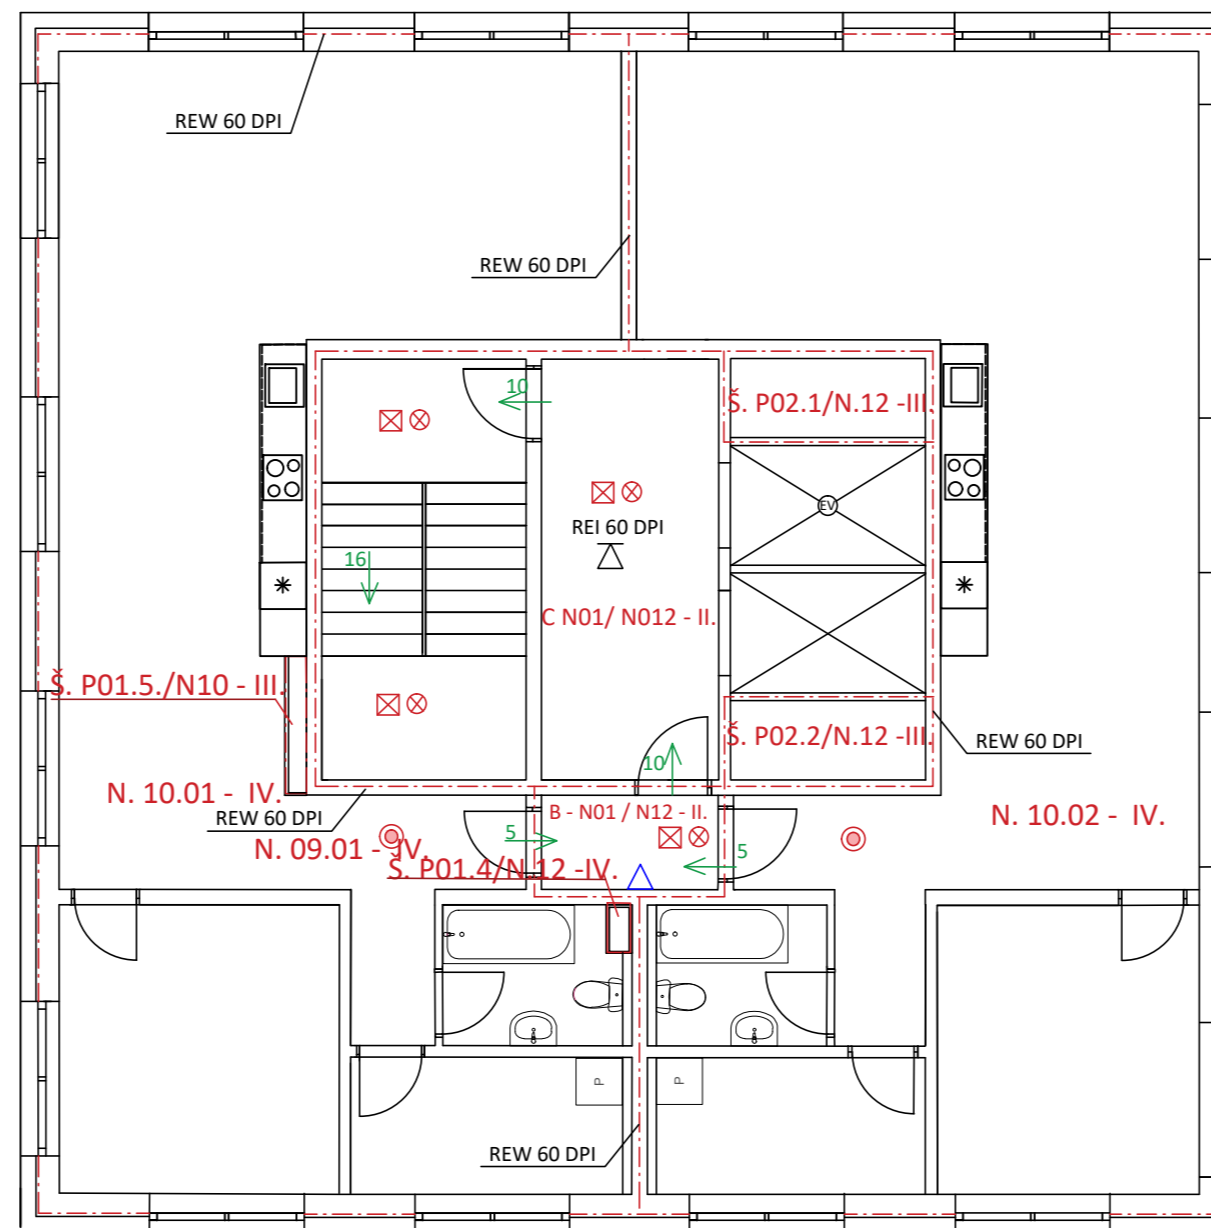 REW 60 DPI
REW 60 DPI
10
Š. P02.1/N.12 -III.
EV
REI 60 DPI
16
C N01/ N012 - II.
Š. P01.5./N10 - III.
Š. P02.2/N.12 -III.
REW 60 DPI
10
N. 10.01 - IV.
REW 60 DPI
B - N01 / N12 - II.
N. 10.02 - IV.
5
5
N. 09.01 - IV.
Š. P01.4/N.12 -IV.
P
P
REW 60 DPI